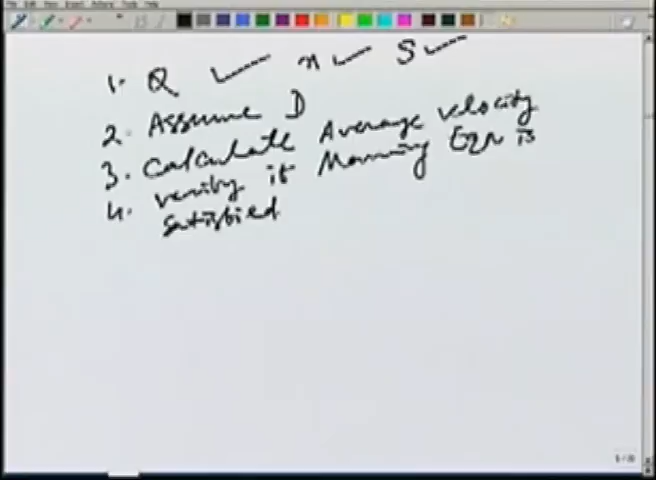 1. Q ✓ n ✓ S ✓
2. Assume D
3. Calculate Average velocity
4. verify if Manning Eqn is
satisfied